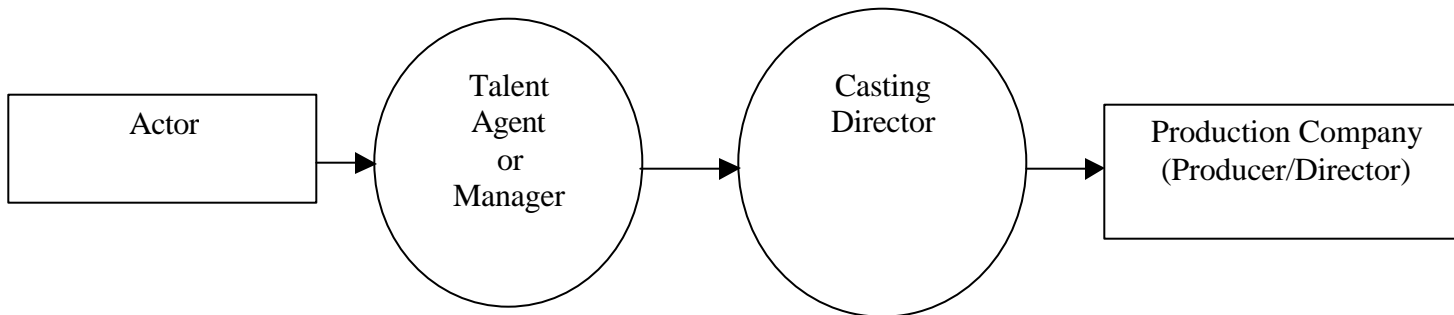 Actor
Talent
Agent
or
Manager
Casting
Director
Production Company
(Producer/Director)